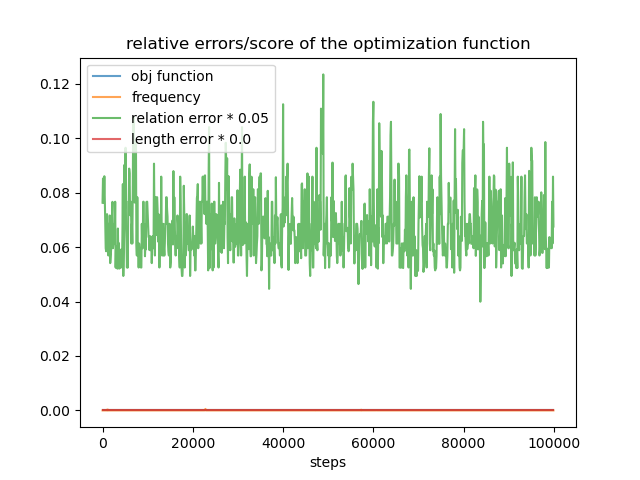 relative errors/score of the optimization function
obj function
frequency
relation error * 0.05
length error * 0.0
0.12
0.10
0.08
0.06
0.04
0.02
0.00
0 20000 40000 60000 80000 100000
steps